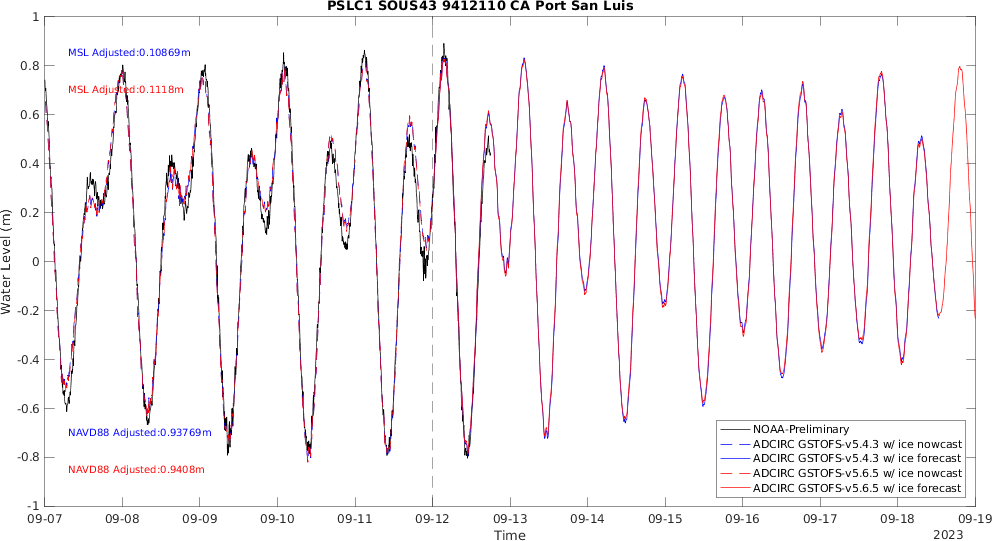 PSLC1 SOUS43 9412110 CA Port San Luis
1
0.8
0.6
0.4
0.2
0
-0.2
-0.4
-0.6
-0.8
-1
Water Level (m)
MSL Adjusted:0.10869m
MSL Adjusted:0.1118m
NAVD88 Adjusted:0.93769m
NAVD88 Adjusted:0.9408m
NOAA-Preliminary
ADCIRC GSTOFS-v5.4.3 w/ ice nowcast
ADCIRC GSTOFS-v5.4.3 w/ ice forecast
ADCIRC GSTOFS-v5.6.5 w/ ice nowcast
ADCIRC GSTOFS-v5.6.5 w/ ice forecast
09-07 09-08 09-09 09-10 09-11 09-12 09-13 09-14 09-15 09-16 09-17 09-18 09-19
Time
2023